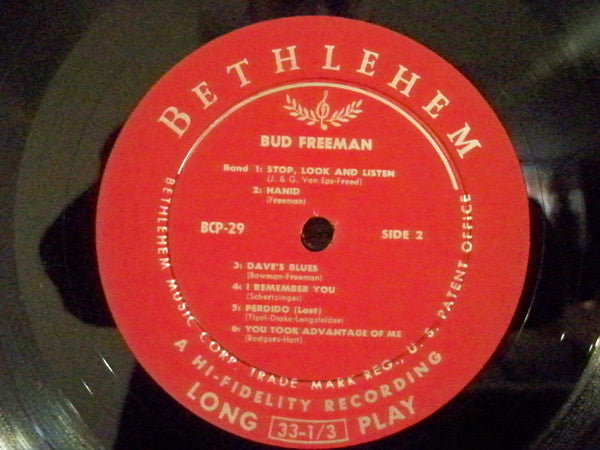 BETHLEHEM
BUD FREEMAN
Band 1: STOP, LOOK AND LISTEN
(J. & G. Van Eps-Freed)
2: HANID
(Freeman)
BCP-29
SIDE 2
3: DAVE'S BLUES
(Bowman-Freeman)
4: I REMEMBER YOU
(Schertzinger)
5: PERDIDO (Lost)
(Tizol-Drake-Lengsfelder)
6: YOU TOOK ADVANTAGE OF ME
(Rodgers-Hart)
BETHLEHEM MUSIC CORP. TRADE MARK REG., U. S. PATENT OFFICE
A HI-FIDELITY RECORDING
LONG 33-1/3 PLAY